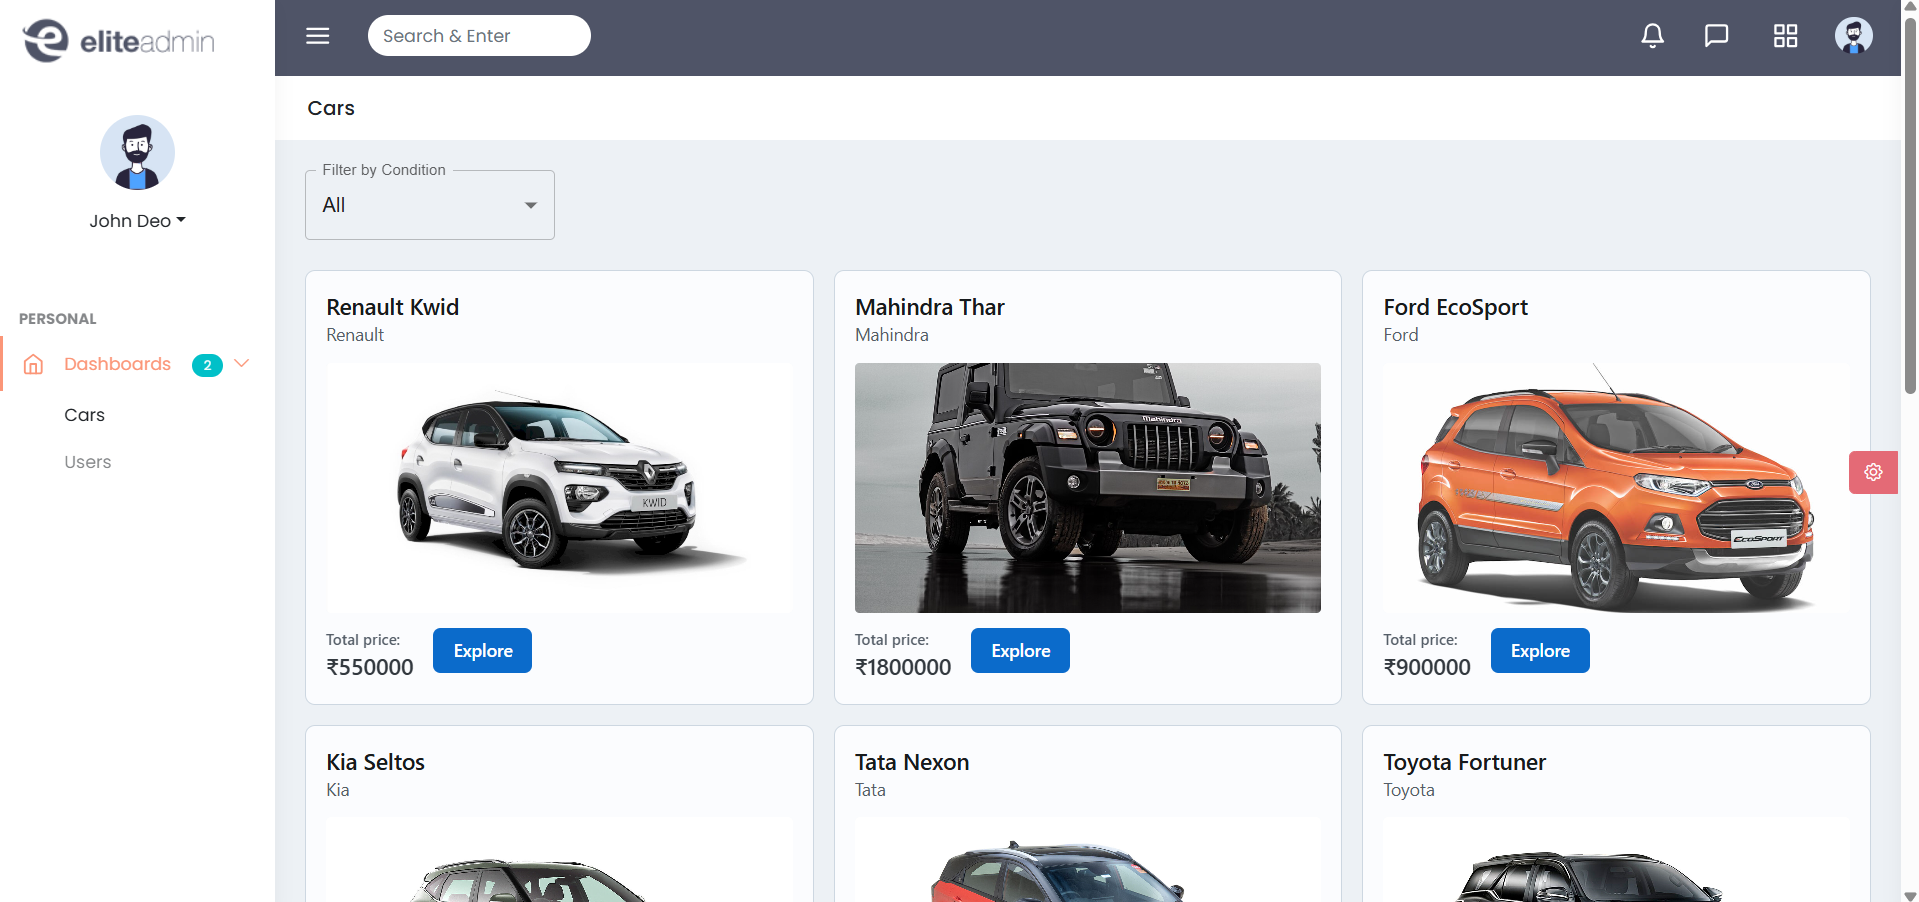 eliteadmin
Search & Enter
John Deo
PERSONAL
Dashboards 2
Cars
Users
Cars
Filter by Condition
All
Renault Kwid
Renault
KWID
Total price:
₹550000
Explore
Mahindra Thar
Mahindra
Mahindra
Total price:
₹1800000
Explore
Ford EcoSport
Ford
EcoSPORT
Total price:
₹900000
Explore
Kia Seltos
Kia
Tata Nexon
Tata
Toyota Fortuner
Toyota